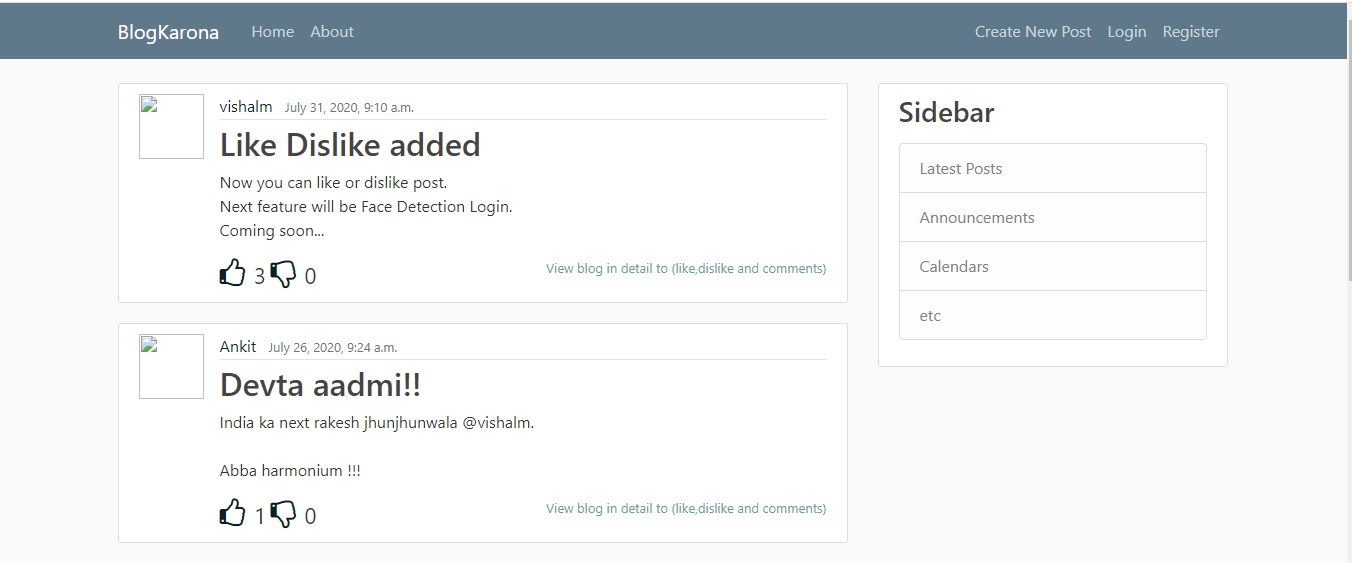 BlogKarona Home About Create New Post Login Register
vishalm July 31, 2020, 9:10 a.m.
Like Dislike added
Now you can like or dislike post.
Next feature will be Face Detection Login.
Coming soon...
3 0 View blog in detail to (like,dislike and comments)
Ankit July 26, 2020, 9:24 a.m.
Devta aadmi!!
India ka next rakesh jhunjhunwala @vishalm.
Abba harmonium !!!
1 0 View blog in detail to (like,dislike and comments)
Sidebar
Latest Posts
Announcements
Calendars
etc